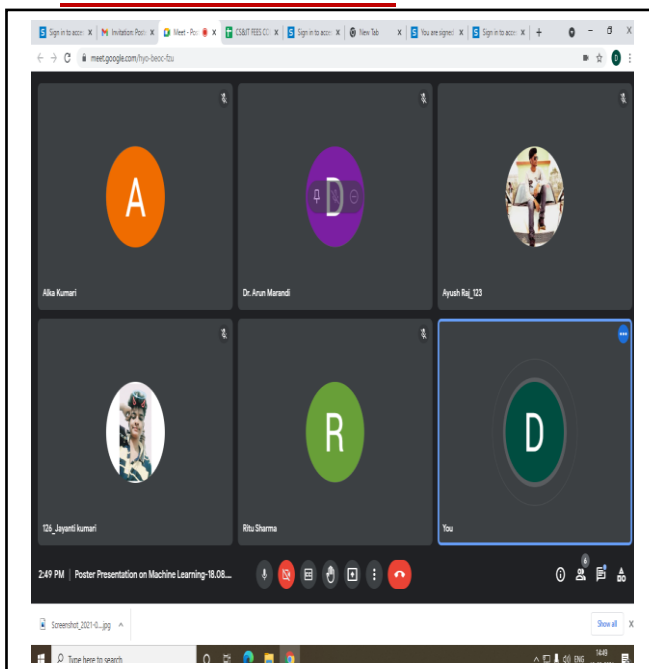 Sign in to acce:
Invitation Poste
Meet - Po:
CS&IT FEES CO
Sign in to acce:
New Tab
You are signed
Sign in to acce:
meet.google.com/hyo-beoc-fzu
D
A
D
Alka Kumari
Dr. Arun Marandi
Ayush Raj_123
R
D
126_Jayanti kumari
Ritu Sharma
You
2:49 PM | Poster Presentation on Machine Learning-18.08....
6
Screenshot_2021-0...jpg
Show all
Type here to search
ENG
14:49